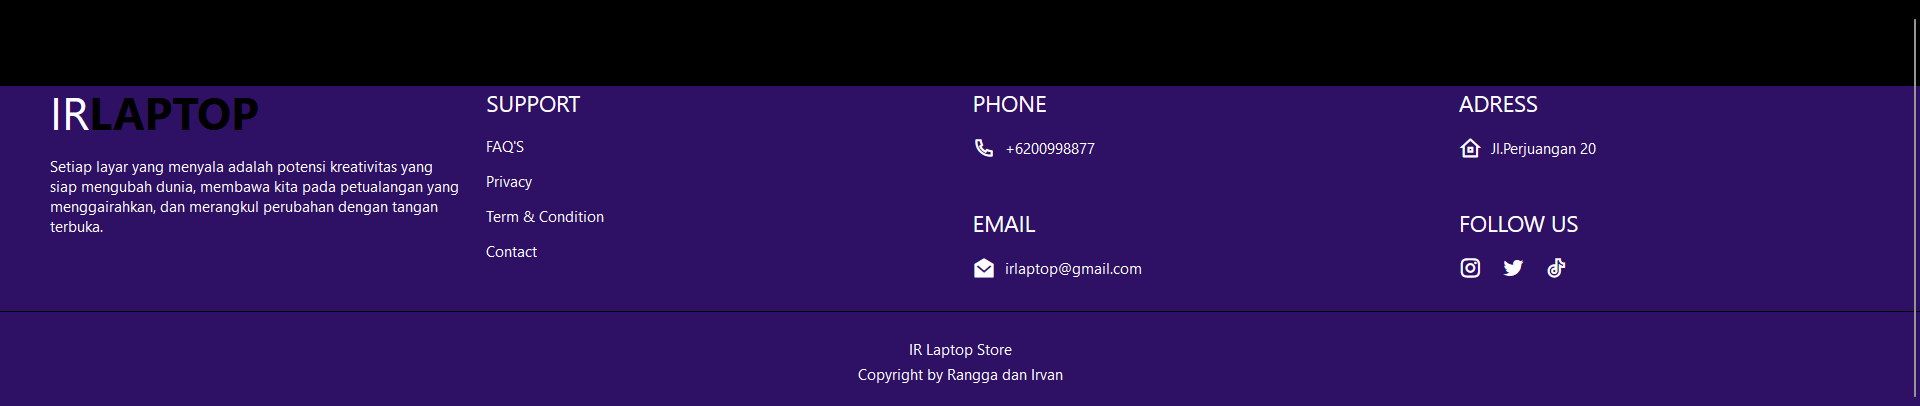 IRLAPTOP
Setiap layar yang menyala adalah potensi kreativitas yang
siap mengubah dunia, membawa kita pada petualangan yang
menggairahkan, dan merangkul perubahan dengan tangan
terbuka.
SUPPORT
FAQ'S
Privacy
Term & Condition
Contact
PHONE
+6200998877
EMAIL
irlaptop@gmail.com
ADRESS
Jl.Perjuangan 20
FOLLOW US
IR Laptop Store
Copyright by Rangga dan Irvan